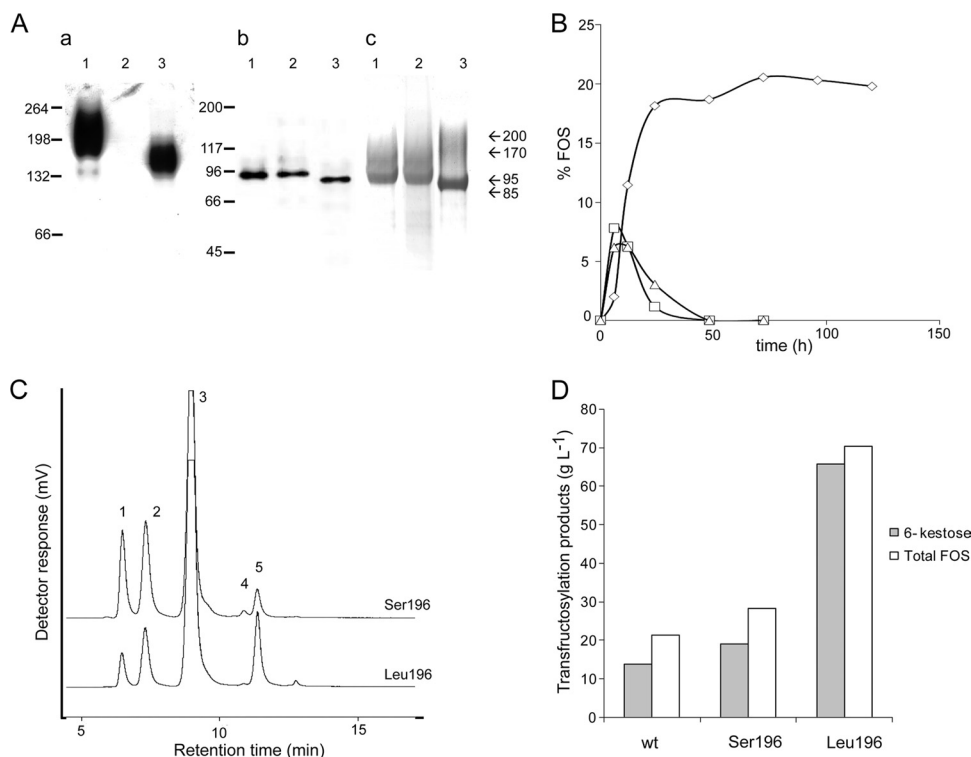 A
a
b
c
1 2 3
1 2 3
1 2 3
264
198
132
66
200
117
96
66
45
←200
←170
←95
←85
B
% FOS
25
20
15
10
5
0
0 50 100 150
time (h)
C
Detector response (mV)
1
2
3
4
5
Ser196
Leu196
5 10 15
Retention time (min)
D
Transfructosylation products (g L-1)
80
70
60
50
40
30
20
10
0
wt Ser196 Leu196
6-kestose
Total FOS